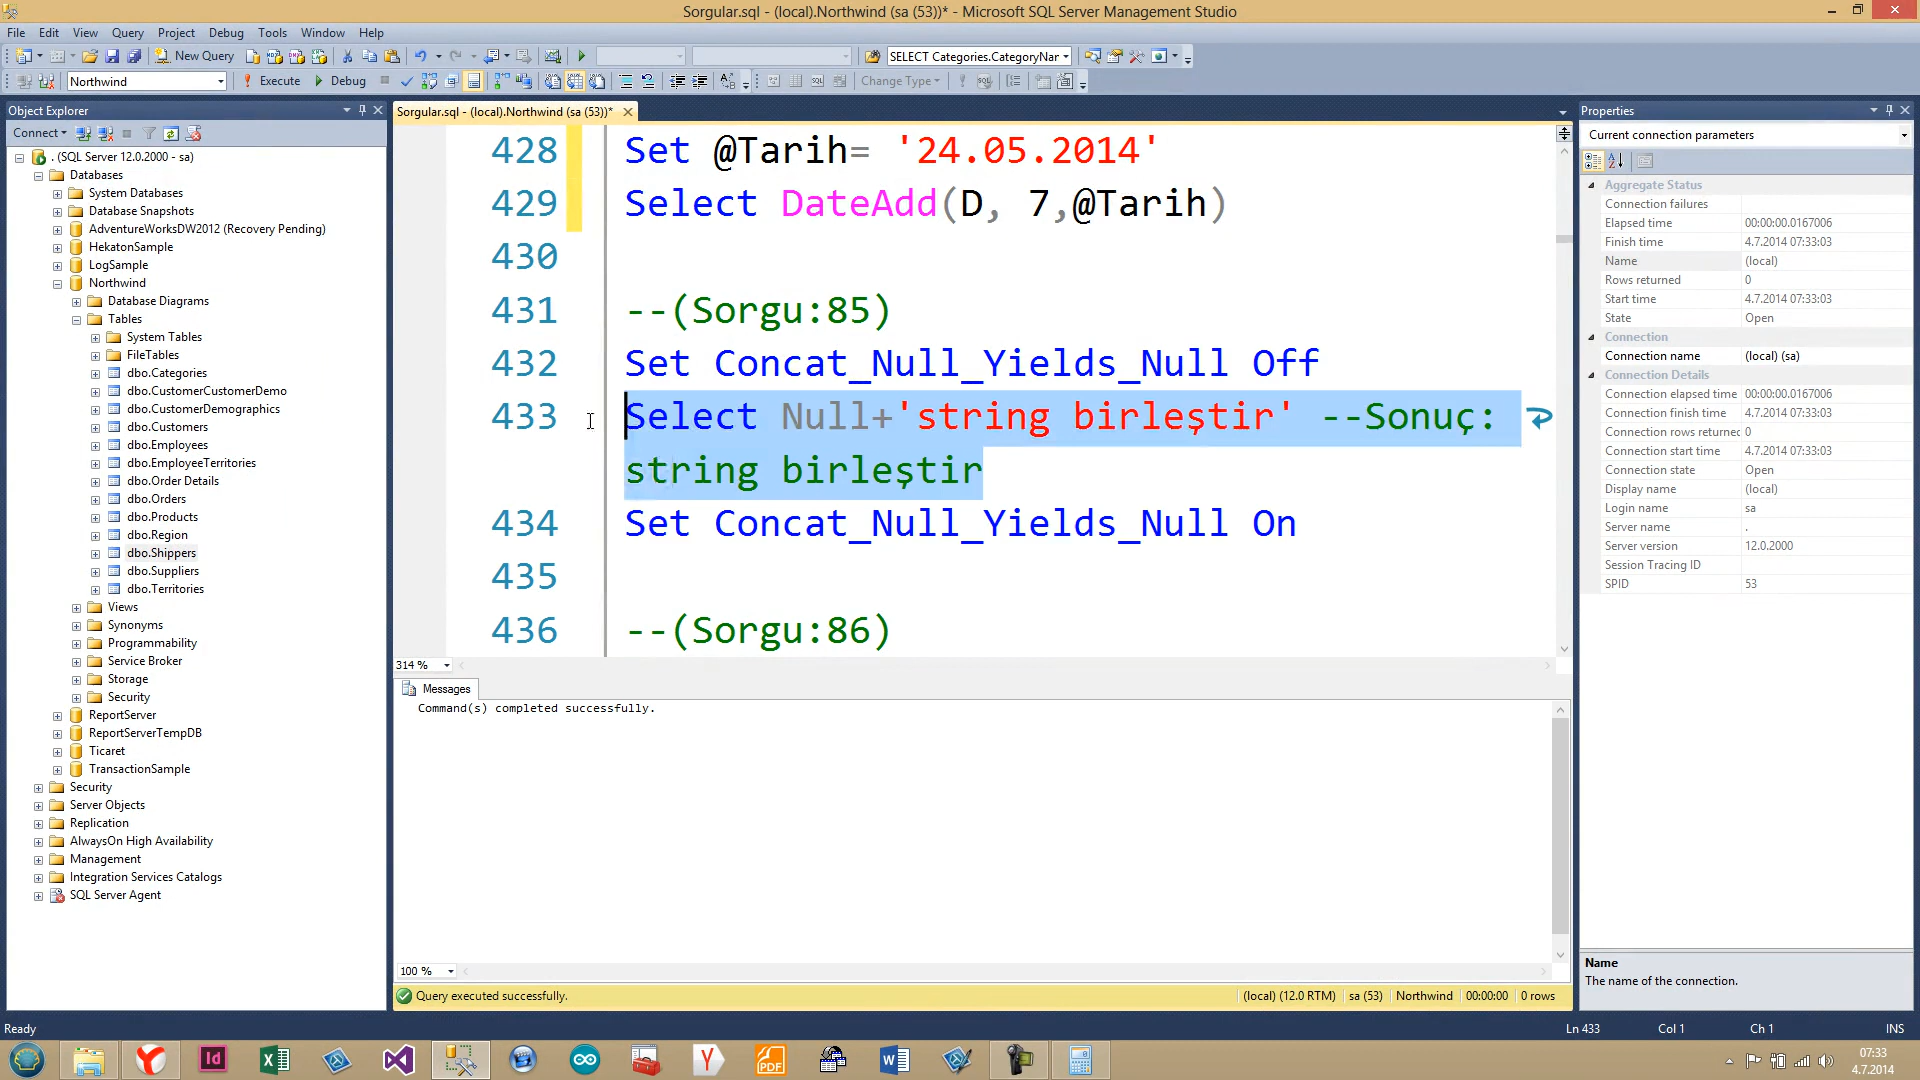 Sorgular.sql - (local).Northwind (sa (53))* - Microsoft SQL Server Management Studio
File Edit View Query Project Debug Tools Window Help
New Query
SELECT Categories.CategoryNar
Northwind
Execute
Debug
Change Type
Object Explorer
Connect
. (SQL Server 12.0.2000 - sa)
Databases
System Databases
Database Snapshots
AdventureWorksDW2012 (Recovery Pending)
HekatonSample
LogSample
Northwind
Database Diagrams
Tables
System Tables
FileTables
dbo.Categories
dbo.CustomerCustomerDemo
dbo.CustomerDemographics
dbo.Customers
dbo.Employees
dbo.EmployeeTerritories
dbo.Order Details
dbo.Orders
dbo.Products
dbo.Region
dbo.Shippers
dbo.Suppliers
dbo.Territories
Views
Synonyms
Programmability
Service Broker
Storage
Security
ReportServer
ReportServerTempDB
Ticaret
TransactionSample
Security
Server Objects
Replication
AlwaysOn High Availability
Management
Integration Services Catalogs
SQL Server Agent
Sorgular.sql - (local).Northwind (sa (53))*
428 Set @Tarih= '24.05.2014'
429 Select DateAdd(D, 7,@Tarih)
430
431 --(Sorgu:85)
432 Set Concat_Null_Yields_Null Off
433 Select Null+'string birleştir' --Sonuç:
string birleştir
434 Set Concat_Null_Yields_Null On
435
436 --(Sorgu:86)
314 %
Messages
Command(s) completed successfully.
100 %
Query executed successfully.
(local) (12.0 RTM) sa (53) Northwind 00:00:00 0 rows
Properties
Current connection parameters
Aggregate Status
Connection failures
Elapsed time 00:00:00.0167006
Finish time 4.7.2014 07:33:03
Name (local)
Rows returned 0
Start time 4.7.2014 07:33:03
State Open
Connection
Connection name (local) (sa)
Connection Details
Connection elapsed time 00:00:00.0167006
Connection finish time 4.7.2014 07:33:03
Connection rows returned 0
Connection start time 4.7.2014 07:33:03
Connection state Open
Display name (local)
Login name sa
Server name .
Server version 12.0.2000
Session Tracing ID
SPID 53
Name
The name of the connection.
Ready
Ln 433 Col 1 Ch 1 INS
07:33
4.7.2014